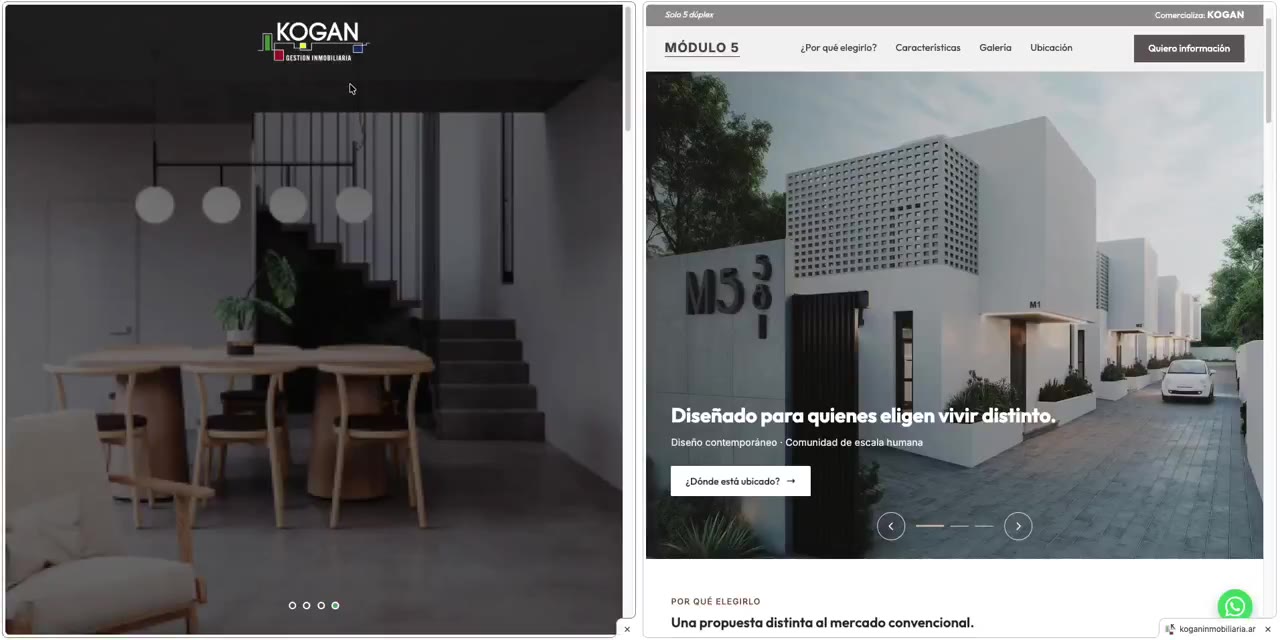 KOGAN
GESTION INMOBILIARIA
Solo 5 dúplex
Comercializa: KOGAN
MÓDULO 5
¿Por qué elegirlo?
Características
Galería
Ubicación
Quiero información
M5
581
M1
Diseñado para quienes eligen vivir distinto.
Diseño contemporáneo · Comunidad de escala humana
¿Dónde está ubicado? →
POR QUÉ ELEGIRLO
Una propuesta distinta al mercado convencional.
koganinmobiliaria.ar